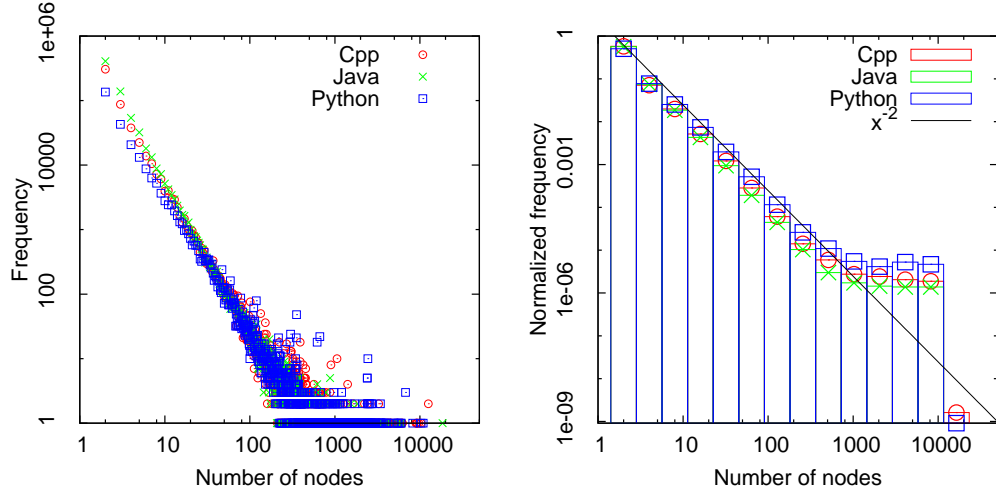 1e+06
10000
100
1
Frequency
Cpp
Java
Python
1 10 100 1000 10000
Number of nodes
1
0.001
1e-06
1e-09
Normalized frequency
Cpp
Java
Python
x⁻²
1 10 100 1000 10000
Number of nodes